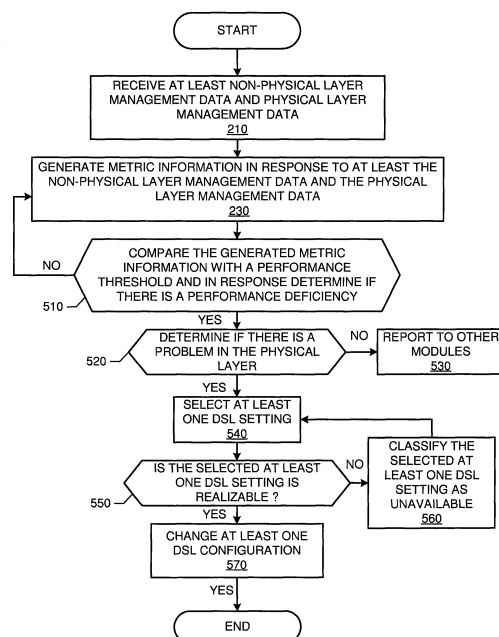 START
RECEIVE AT LEAST NON-PHYSICAL LAYER
MANAGEMENT DATA AND PHYSICAL LAYER
MANAGEMENT DATA
210
GENERATE METRIC INFORMATION IN RESPONSE TO AT LEAST THE
NON-PHYSICAL LAYER MANAGEMENT DATA AND THE PHYSICAL
LAYER MANAGEMENT DATA
230
NO
COMPARE THE GENERATED METRIC
INFORMATION WITH A PERFORMANCE
THRESHOLD AND IN RESPONSE DETERMINE IF
THERE IS A PERFORMANCE DEFICIENCY
510
YES
DETERMINE IF THERE IS A
PROBLEM IN THE PHYSICAL
LAYER
520
NO
REPORT TO OTHER
MODULES
530
YES
SELECT AT LEAST
ONE DSL SETTING
540
IS THE SELECTED AT LEAST
ONE DSL SETTING IS
REALIZABLE ?
550
NO
CLASSIFY THE
SELECTED AT
LEAST ONE DSL
SETTING AS
UNAVAILABLE
560
YES
CHANGE AT LEAST ONE
DSL CONFIGURATION
570
YES
END